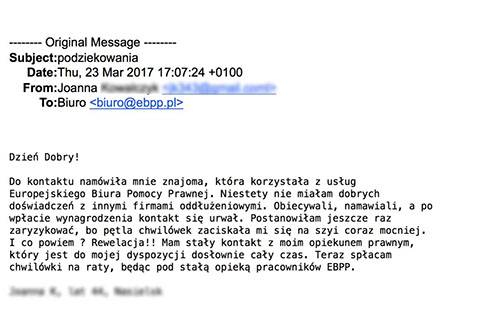 -------- Original Message --------
Subject:podziekowania
Date:Thu, 23 Mar 2017 17:07:24 +0100
From:Joanna
To:Biuro <biuro@ebpp.pl>
Dzień Dobry!
Do kontaktu namówiła mnie znajoma, która korzystała z usług
Europejskiego Biura Pomocy Prawnej. Niestety nie miałam dobrych
doświadczeń z innymi firmami oddłużeniowymi. Obiecywali, namawiali, a po
wpłacie wynagrodzenia kontakt się urwał. Postanowiłam jeszcze raz
zaryzykować, bo pętla chwilówek zaciskała mi się na szyi coraz mocniej.
I co powiem ? Rewelacja!! Mam stały kontakt z moim opiekunem prawnym,
który jest do mojej dyspozycji dosłownie cały czas. Teraz spłacam
chwilówki na raty, będąc pod stałą opieką pracowników EBPP.